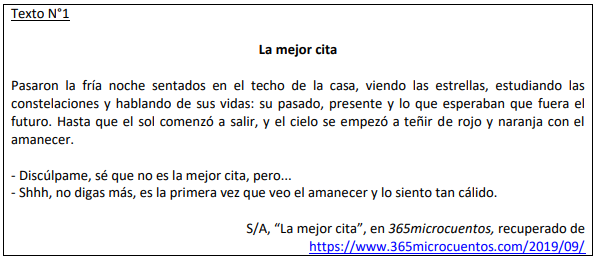 Texto N°1
La mejor cita
Pasaron la fría noche sentados en el techo de la casa, viendo las estrellas, estudiando las
constelaciones y hablando de sus vidas: su pasado, presente y lo que esperaban que fuera el
futuro. Hasta que el sol comenzó a salir, y el cielo se empezó a teñir de rojo y naranja con el
amanecer.
- Discúlpame, sé que no es la mejor cita, pero...
- Shhh, no digas más, es la primera vez que veo el amanecer y lo siento tan cálido.
S/A, “La mejor cita”, en 365microcuentos, recuperado de
https://www.365microcuentos.com/2019/09/